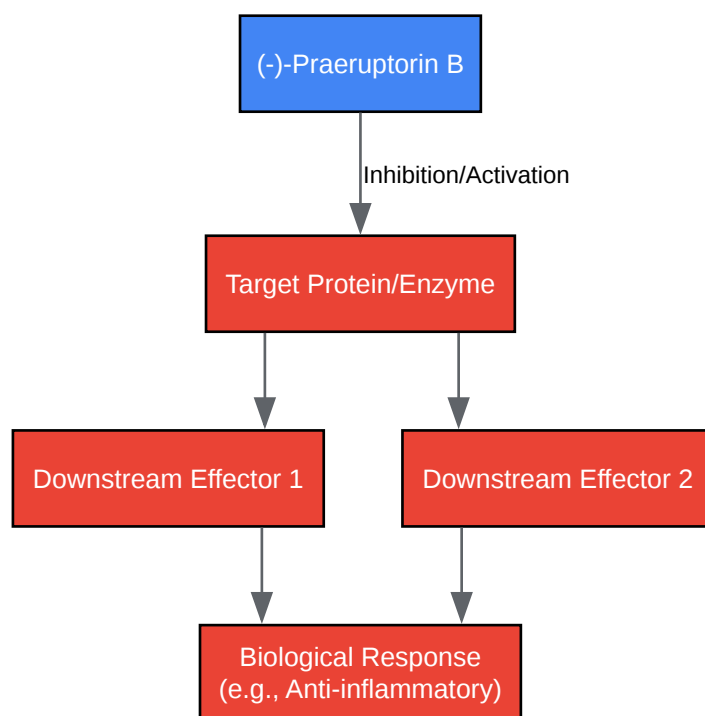 (-)-Praeruptorin B
Inhibition/Activation
Target Protein/Enzyme
Downstream Effector 1
Downstream Effector 2
Biological Response
(e.g., Anti-inflammatory)